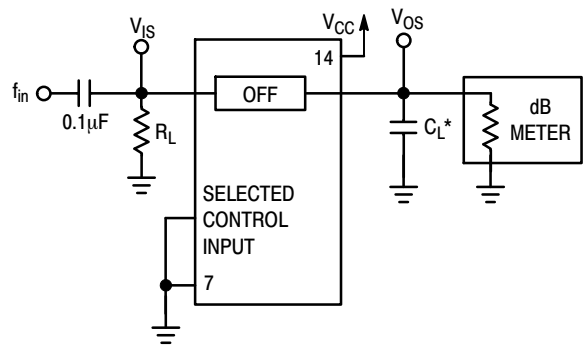 V_IS
V_CC
V_OS
14
f_in
0.1µF
R_L
OFF
C_L*
dB
METER
SELECTED
CONTROL
INPUT
7